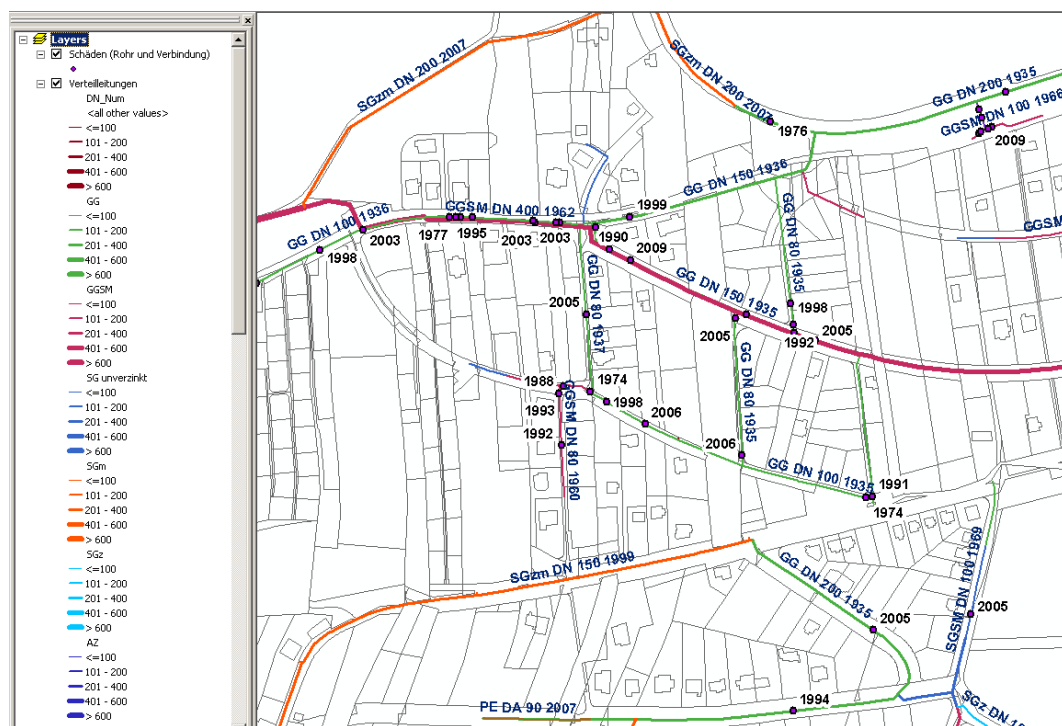 Layers
Schäden (Rohr und Verbindung)
Verteilleitungen
DN_Num
<all other values>
<=100
101 - 200
201 - 400
401 - 600
> 600
GG
<=100
101 - 200
201 - 400
401 - 600
> 600
GGSM
<=100
101 - 200
201 - 400
401 - 600
> 600
SG unverzinkt
<=100
101 - 200
201 - 400
401 - 600
> 600
SGm
<=100
101 - 200
201 - 400
401 - 600
> 600
SGz
<=100
101 - 200
201 - 400
401 - 600
> 600
AZ
<=100
101 - 200
201 - 400
401 - 600
> 600
SGzm DN 200 2007
SGzm DN 200 2007
GG DN 200 1935
1976
GGSM DN 100 1966
2009
GG DN 150 1936
GG DN 100 1936
GGSM DN 400 1962
1999
1998
2003
1977
1995
2003
2003
1990
2009
GG DN 80 1935
GGSM
GG DN 150 1935
2005
GG DN 80 1937
1998
2005
2005
1992
1988
1974
GG DN 80 1935
1993
GGSM DN 80 1960
1998
2006
1992
2006
GG DN 100 1935
1991
1974
SGzm DN 150 1999
GG DN 200 1935
SGSM DN 100 1969
2005
2005
PE DA 90 2007
1994